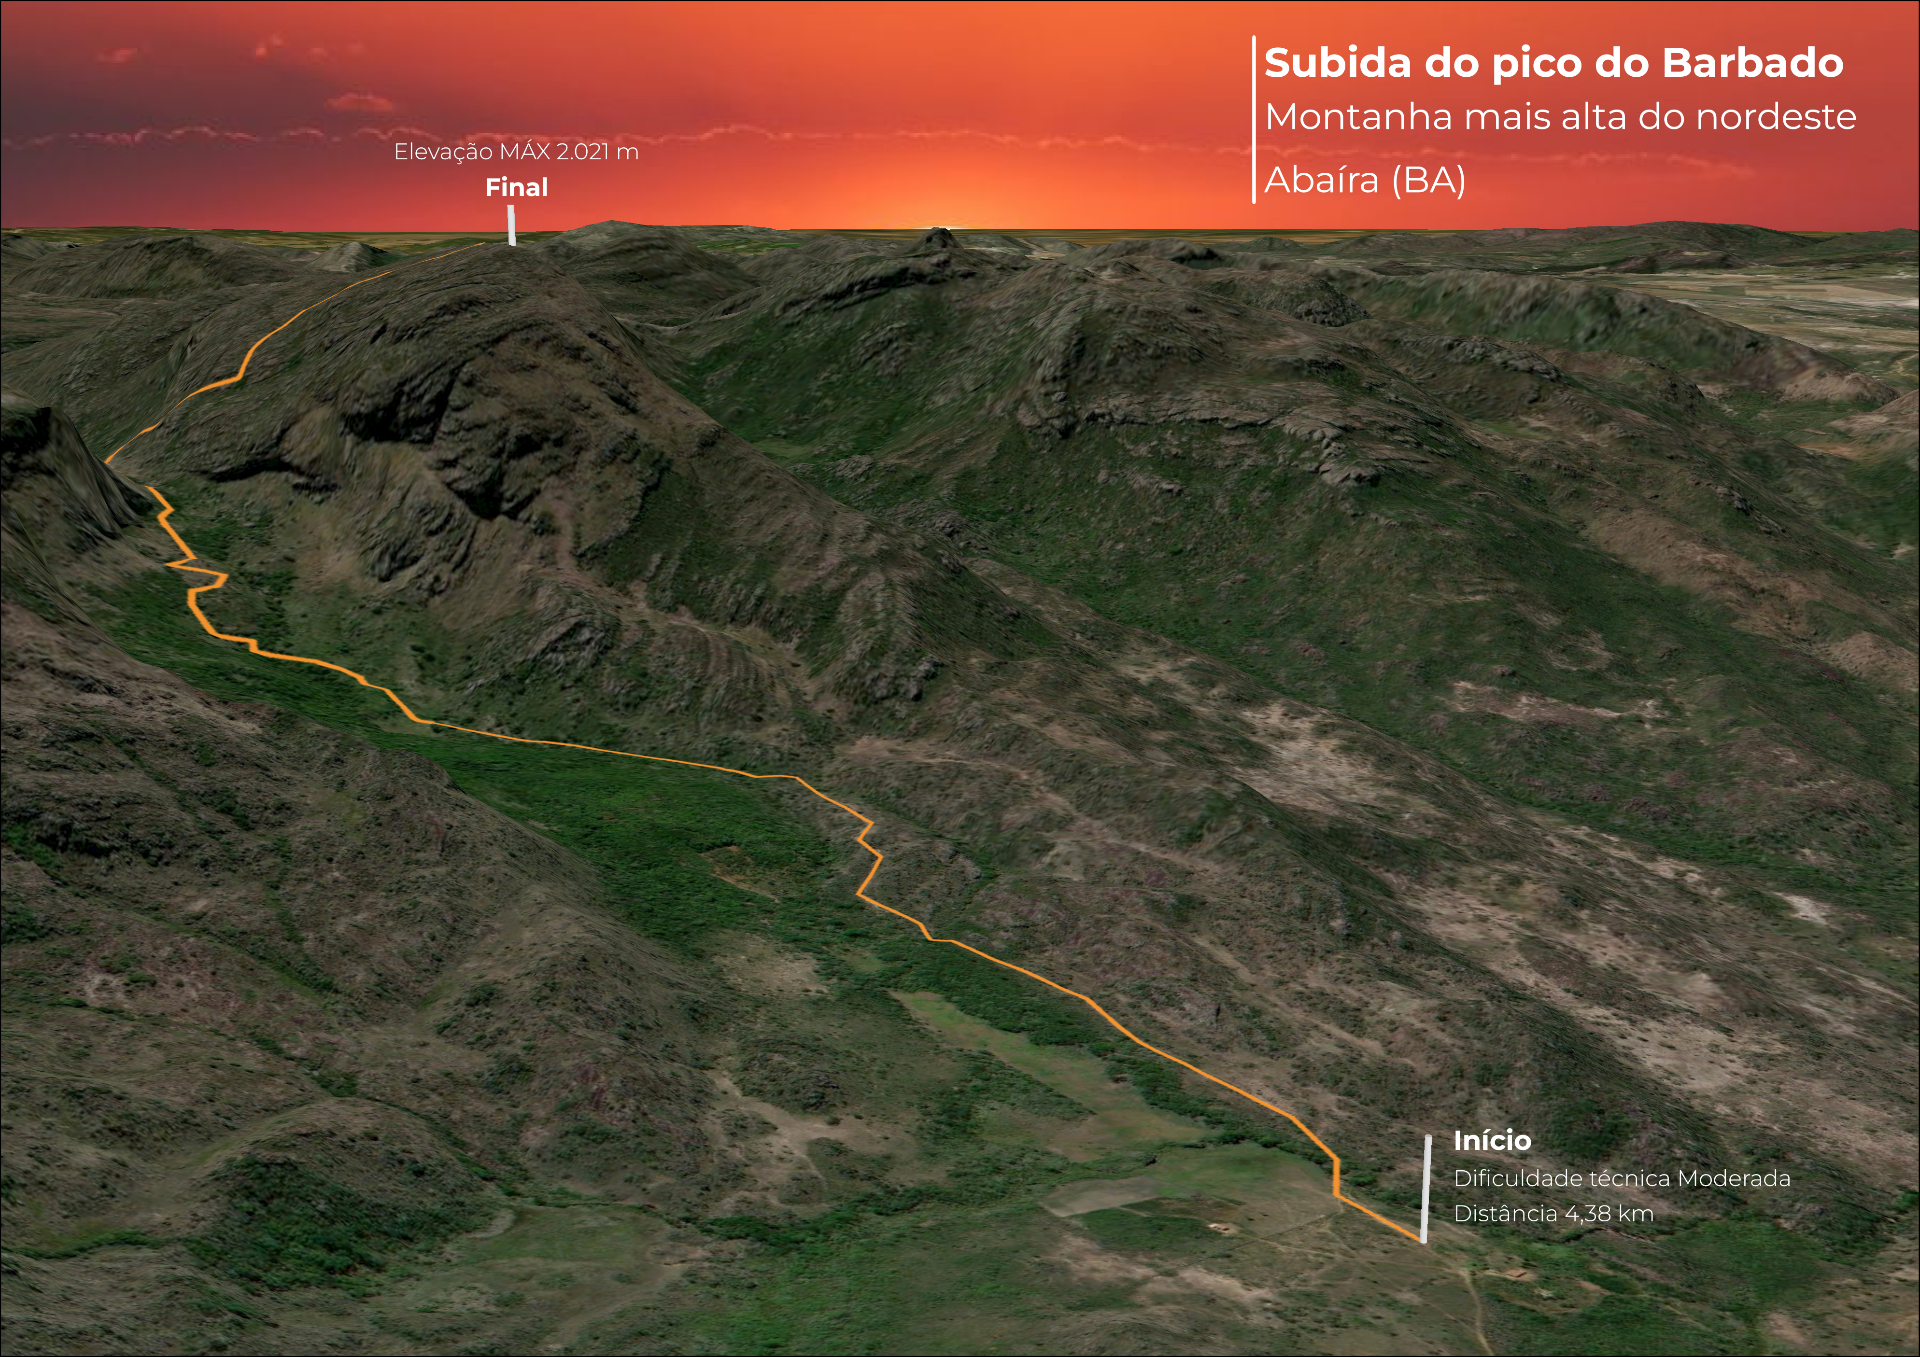 Subida do pico do Barbado
Montanha mais alta do nordeste
Abaíra (BA)
Elevação MÁX 2.021 m
Final
Início
Dificuldade técnica Moderada
Distância 4,38 km